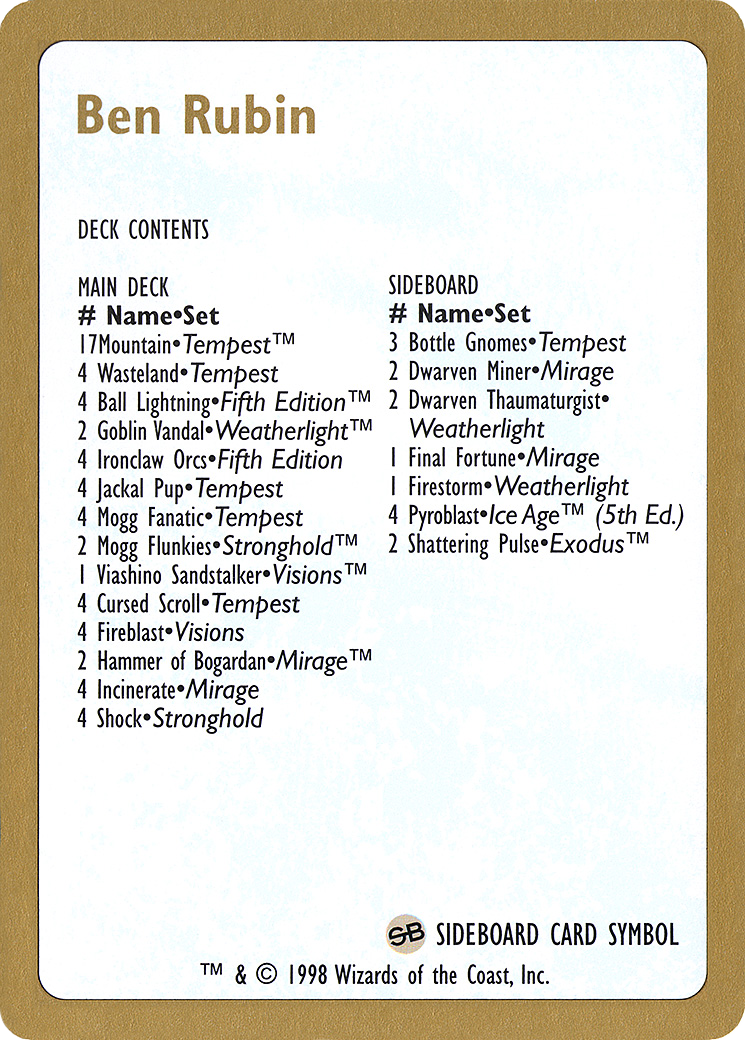 Ben Rubin
DECK CONTENTS
MAIN DECK
# Name•Set
17Mountain•Tempest™
4 Wasteland•Tempest
4 Ball Lightning•Fifth Edition™
2 Goblin Vandal•Weatherlight™
4 Ironclaw Orcs•Fifth Edition
4 Jackal Pup•Tempest
4 Mogg Fanatic•Tempest
2 Mogg Flunkies•Stronghold™
1 Viashino Sandstalker•Visions™
4 Cursed Scroll•Tempest
4 Fireblast•Visions
2 Hammer of Bogardan•Mirage™
4 Incinerate•Mirage
4 Shock•Stronghold
SIDEBOARD
# Name•Set
3 Bottle Gnomes•Tempest
2 Dwarven Miner•Mirage
2 Dwarven Thaumaturgist•
Weatherlight
1 Final Fortune•Mirage
1 Firestorm•Weatherlight
4 Pyroblast•Ice Age™ (5th Ed.)
2 Shattering Pulse•Exodus™
SB SIDEBOARD CARD SYMBOL
™ & © 1998 Wizards of the Coast, Inc.